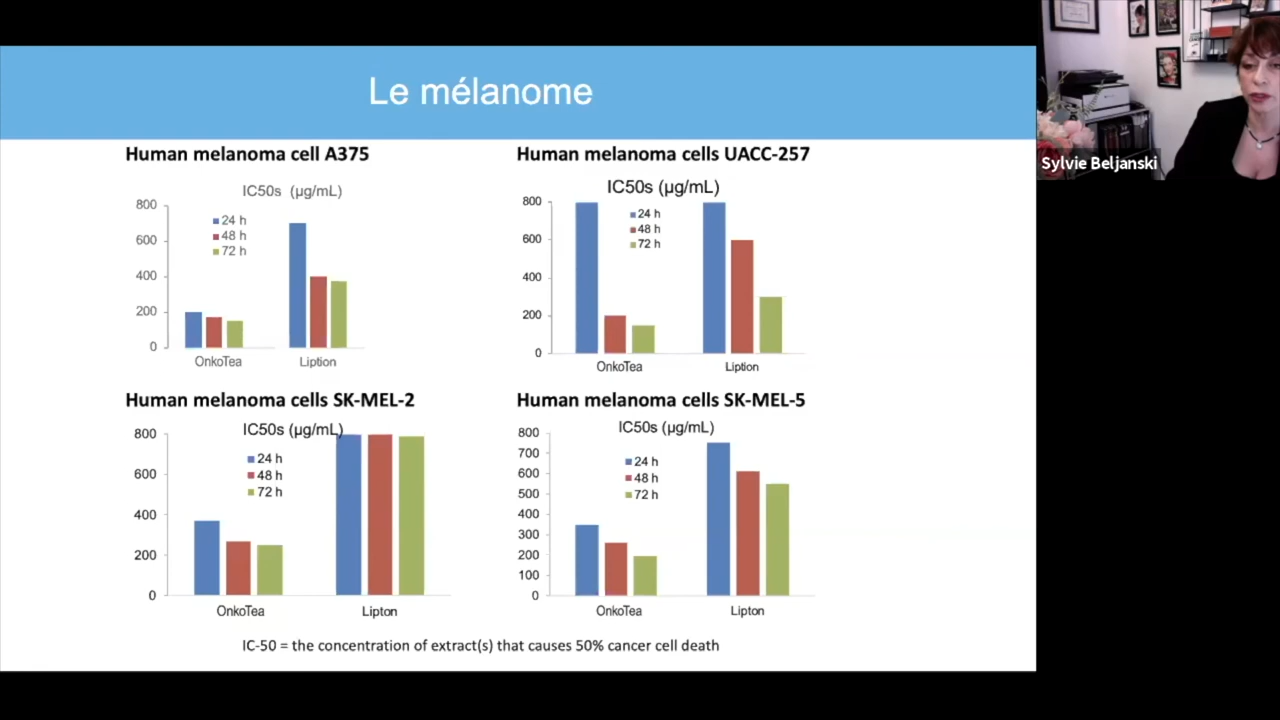 Le mélanome
Sylvie Beljanski
Human melanoma cell A375
IC50s (µg/mL)
800
600
400
200
0
24 h
48 h
72 h
OnkoTea
Liption
Human melanoma cells UACC-257
IC50s (µg/mL)
800
600
400
200
0
24 h
48 h
72 h
OnkoTea
Liption
Human melanoma cells SK-MEL-2
IC50s (µg/mL)
800
600
400
200
0
24 h
48 h
72 h
OnkoTea
Lipton
Human melanoma cells SK-MEL-5
IC50s (µg/mL)
800
700
600
500
400
300
200
100
0
24 h
48 h
72 h
OnkoTea
Lipton
IC-50 = the concentration of extract(s) that causes 50% cancer cell death